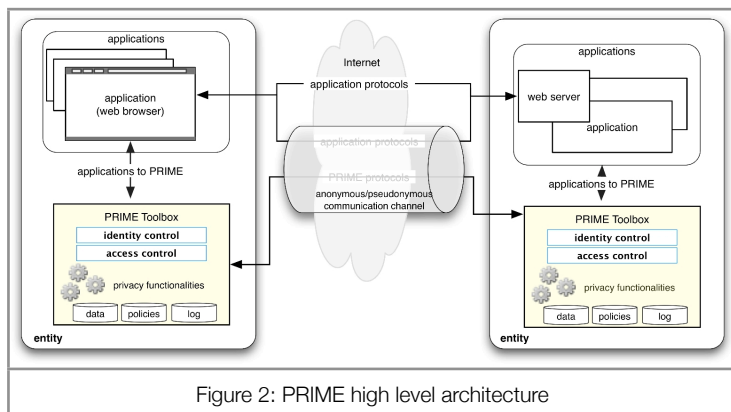 applications
application
(web browser)
applications to PRIME
PRIME Toolbox
identity control
access control
privacy functionalities
data
policies
log
entity
Internet
application protocols
application protocols
PRIME protocols
anonymous/pseudonymous
communication channel
applications
web server
application
applications to PRIME
PRIME Toolbox
identity control
access control
privacy functionalities
data
policies
log
entity
Figure 2: PRIME high level architecture